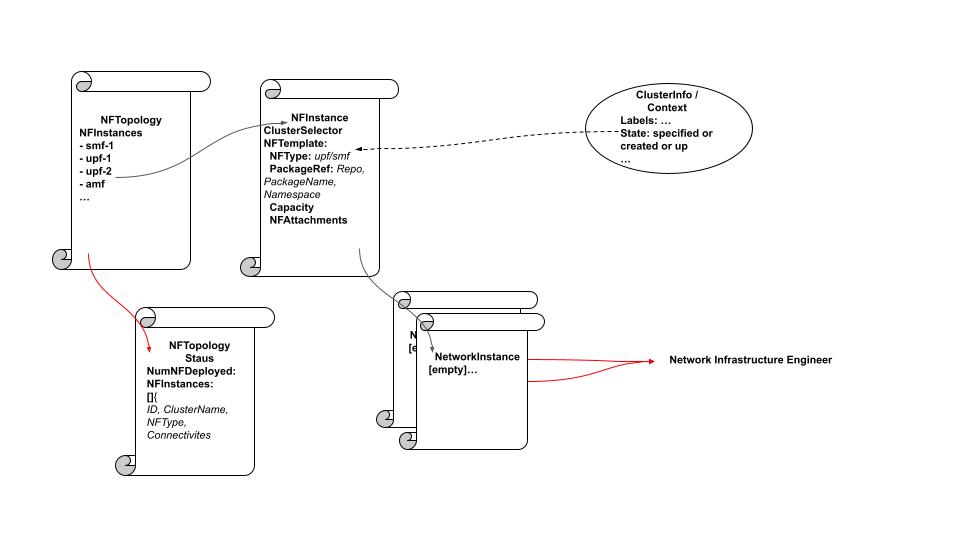 NFTopology
NFInstances
- smf-1
- upf-1
- upf-2
- amf
...
NFInstance
ClusterSelector
NFTemplate:
NFType: upf/smf
PackageRef: Repo,
PackageName,
Namespace
Capacity
NFAttachments
ClusterInfo /
Context
Labels: ...
State: specified or
created or up
...
NFTopology
Staus
NumNFDeployed:
NFInstances:
[]{
ID, ClusterName,
NFType,
Connectivites
N
[e
NetworkInstance
[empty]...
Network Infrastructure Engineer